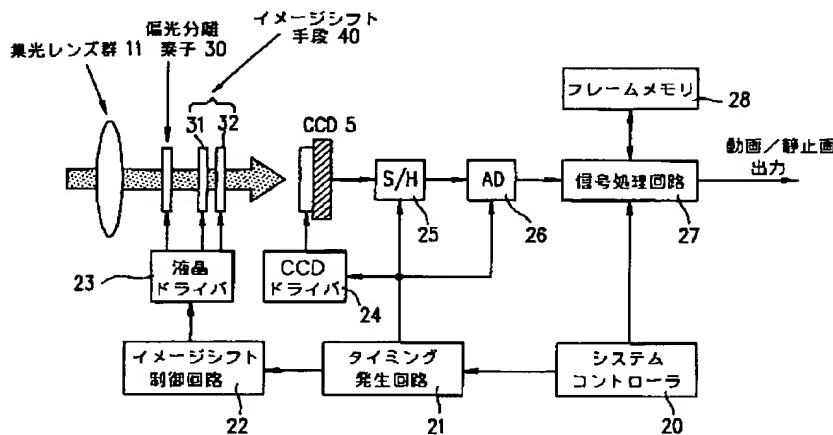 集光レンズ群 11
偏光分離
素子 30
イメージシフト
手段 40
31
32
CCD 5
S/H
25
AD
26
フレームメモリ
28
信号処理回路
27
動画/静止画
出力
液晶
ドライバ
23
CCD
ドライバ
24
イメージシフト
制御回路
22
タイミング
発生回路
21
システム
コントローラ
20